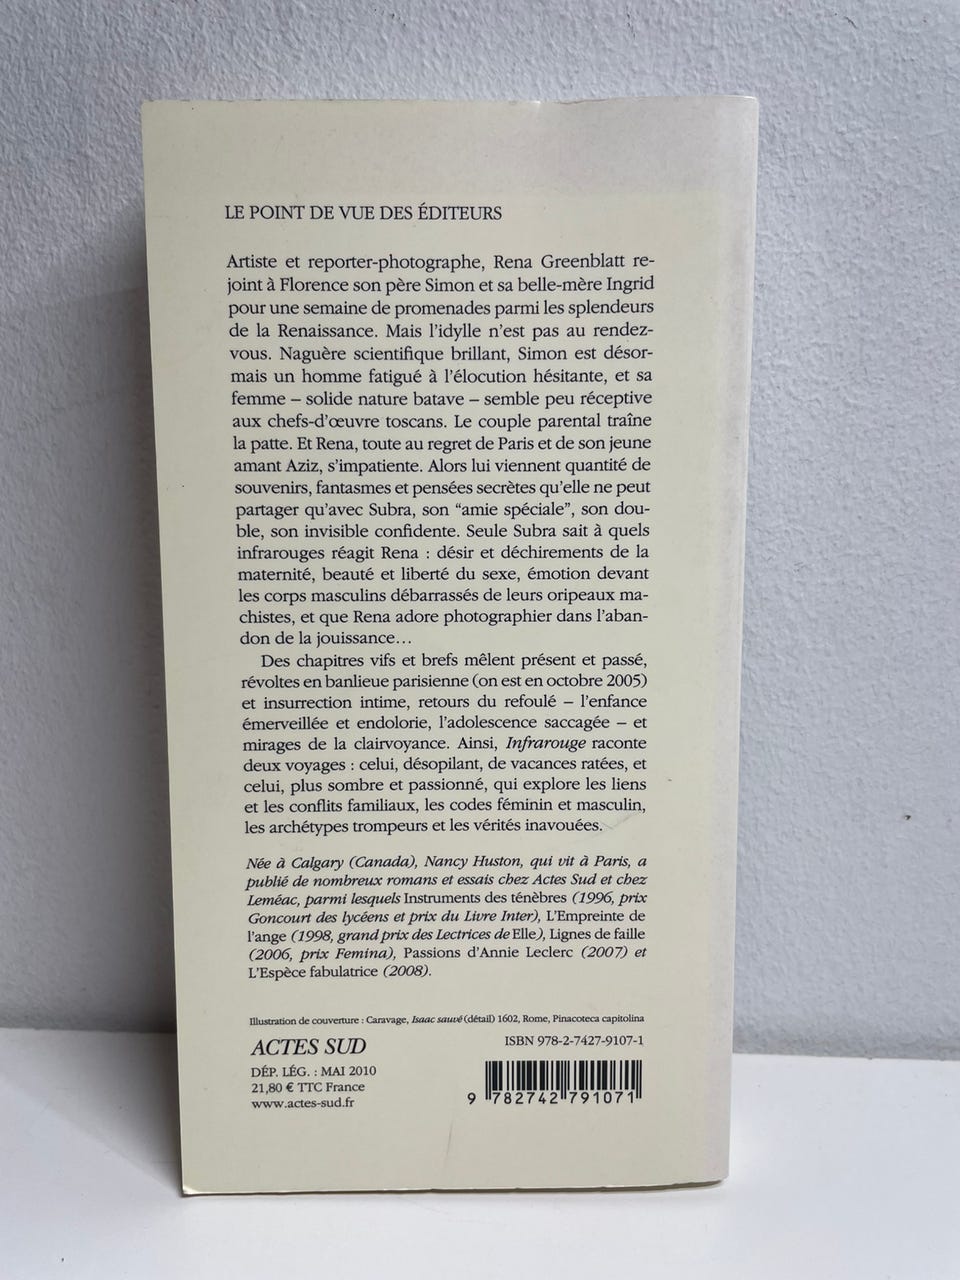 LE POINT DE VUE DES ÉDITEURS
Artiste et reporter-photographe, Rena Greenblatt re-
joint à Florence son père Simon et sa belle-mère Ingrid
pour une semaine de promenades parmi les splendeurs
de la Renaissance. Mais l'idylle n'est pas au rendez-
vous. Naguère scientifique brillant, Simon est désor-
mais un homme fatigué à l'élocution hésitante, et sa
femme – solide nature batave – semble peu réceptive
aux chefs-d'œuvre toscans. Le couple parental traîne
la patte. Et Rena, toute au regret de Paris et de son jeune
amant Aziz, s'impatiente. Alors lui viennent quantité de
souvenirs, fantasmes et pensées secrètes qu'elle ne peut
partager qu'avec Subra, son “amie spéciale”, son dou-
ble, son invisible confidente. Seule Subra sait à quels
infrarouges réagit Rena : désir et déchirements de la
maternité, beauté et liberté du sexe, émotion devant
les corps masculins débarrassés de leurs oripeaux ma-
chistes, et que Rena adore photographier dans l'aban-
don de la jouissance…
Des chapitres vifs et brefs mêlent présent et passé,
révoltes en banlieue parisienne (on est en octobre 2005)
et insurrection intime, retours du refoulé – l'enfance
émerveillée et endolorie, l'adolescence saccagée – et
mirages de la clairvoyance. Ainsi, Infrarouge raconte
deux voyages : celui, désopilant, de vacances ratées, et
celui, plus sombre et passionné, qui explore les liens
et les conflits familiaux, les codes féminin et masculin,
les archétypes trompeurs et les vérités inavouées.
Née à Calgary (Canada), Nancy Huston, qui vit à Paris, a
publié de nombreux romans et essais chez Actes Sud et chez
Leméac, parmi lesquels Instruments des ténèbres (1996, prix
Goncourt des lycéens et prix du Livre Inter), L'Empreinte de
l'ange (1998, grand prix des Lectrices de Elle), Lignes de faille
(2006, prix Femina), Passions d'Annie Leclerc (2007) et
L'Espèce fabulatrice (2008).
Illustration de couverture : Caravage, Isaac sauvé (détail) 1602, Rome, Pinacoteca capitolina
ACTES SUD
ISBN 978-2-7427-9107-1
DÉP. LÉG. : MAI 2010
21,80 € TTC France
www.actes-sud.fr
9 782742 791071